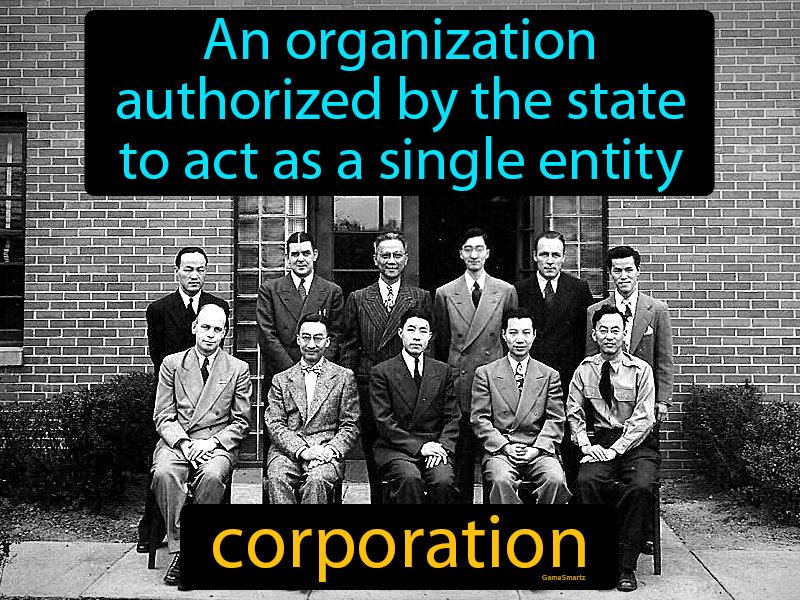 An organization
authorized by the state
to act as a single entity
corporation
GameSmartz